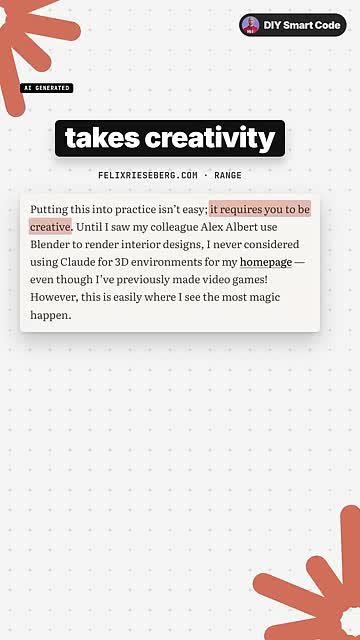 DIY Smart Code
AI GENERATED
takes creativity
FELIXRIESEBERG.COM · RANGE
Putting this into practice isn’t easy; it requires you to be
creative. Until I saw my colleague Alex Albert use
Blender to render interior designs, I never considered
using Claude for 3D environments for my homepage —
even though I’ve previously made video games!
However, this is easily where I see the most magic
happen.